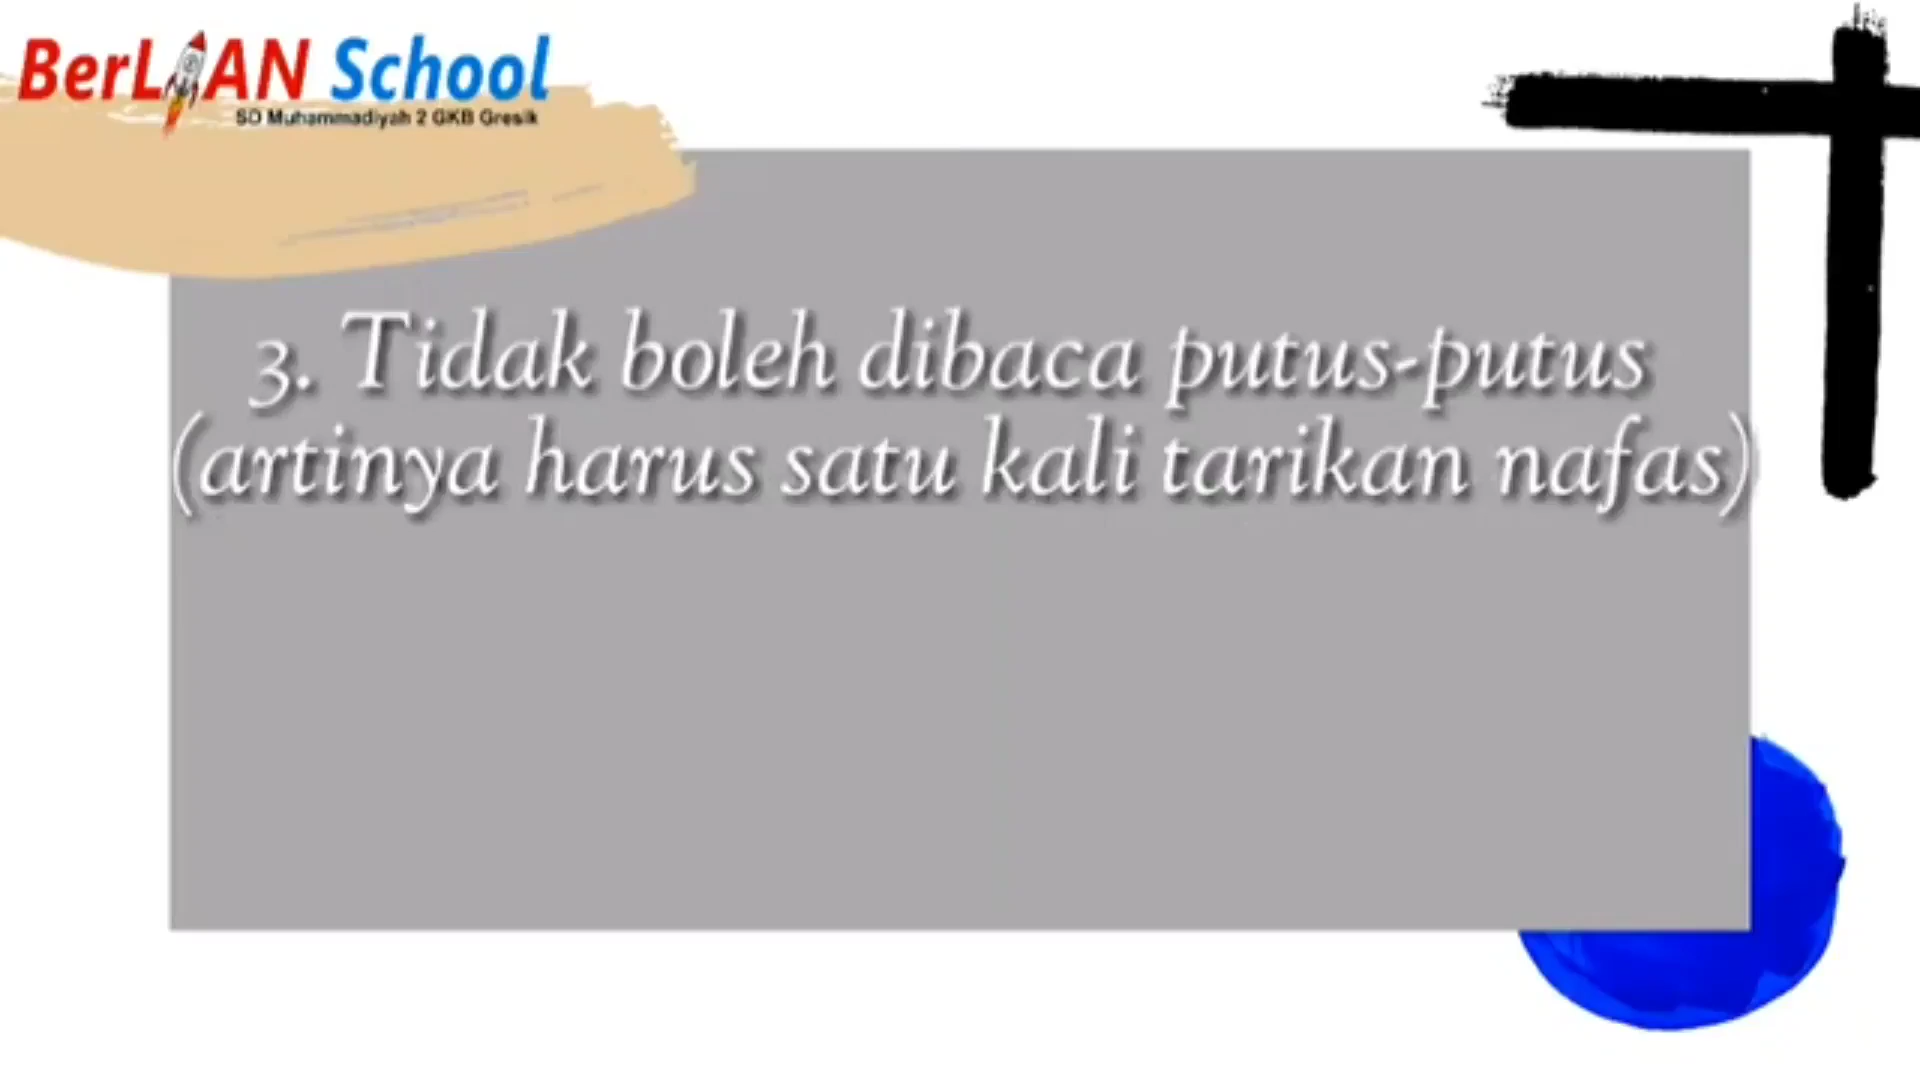 BerLIAN School
SD Muhammadiyah 2 GKB Gresik
3. Tidak boleh dibaca putus-putus
(artinya harus satu kali tarikan nafas)